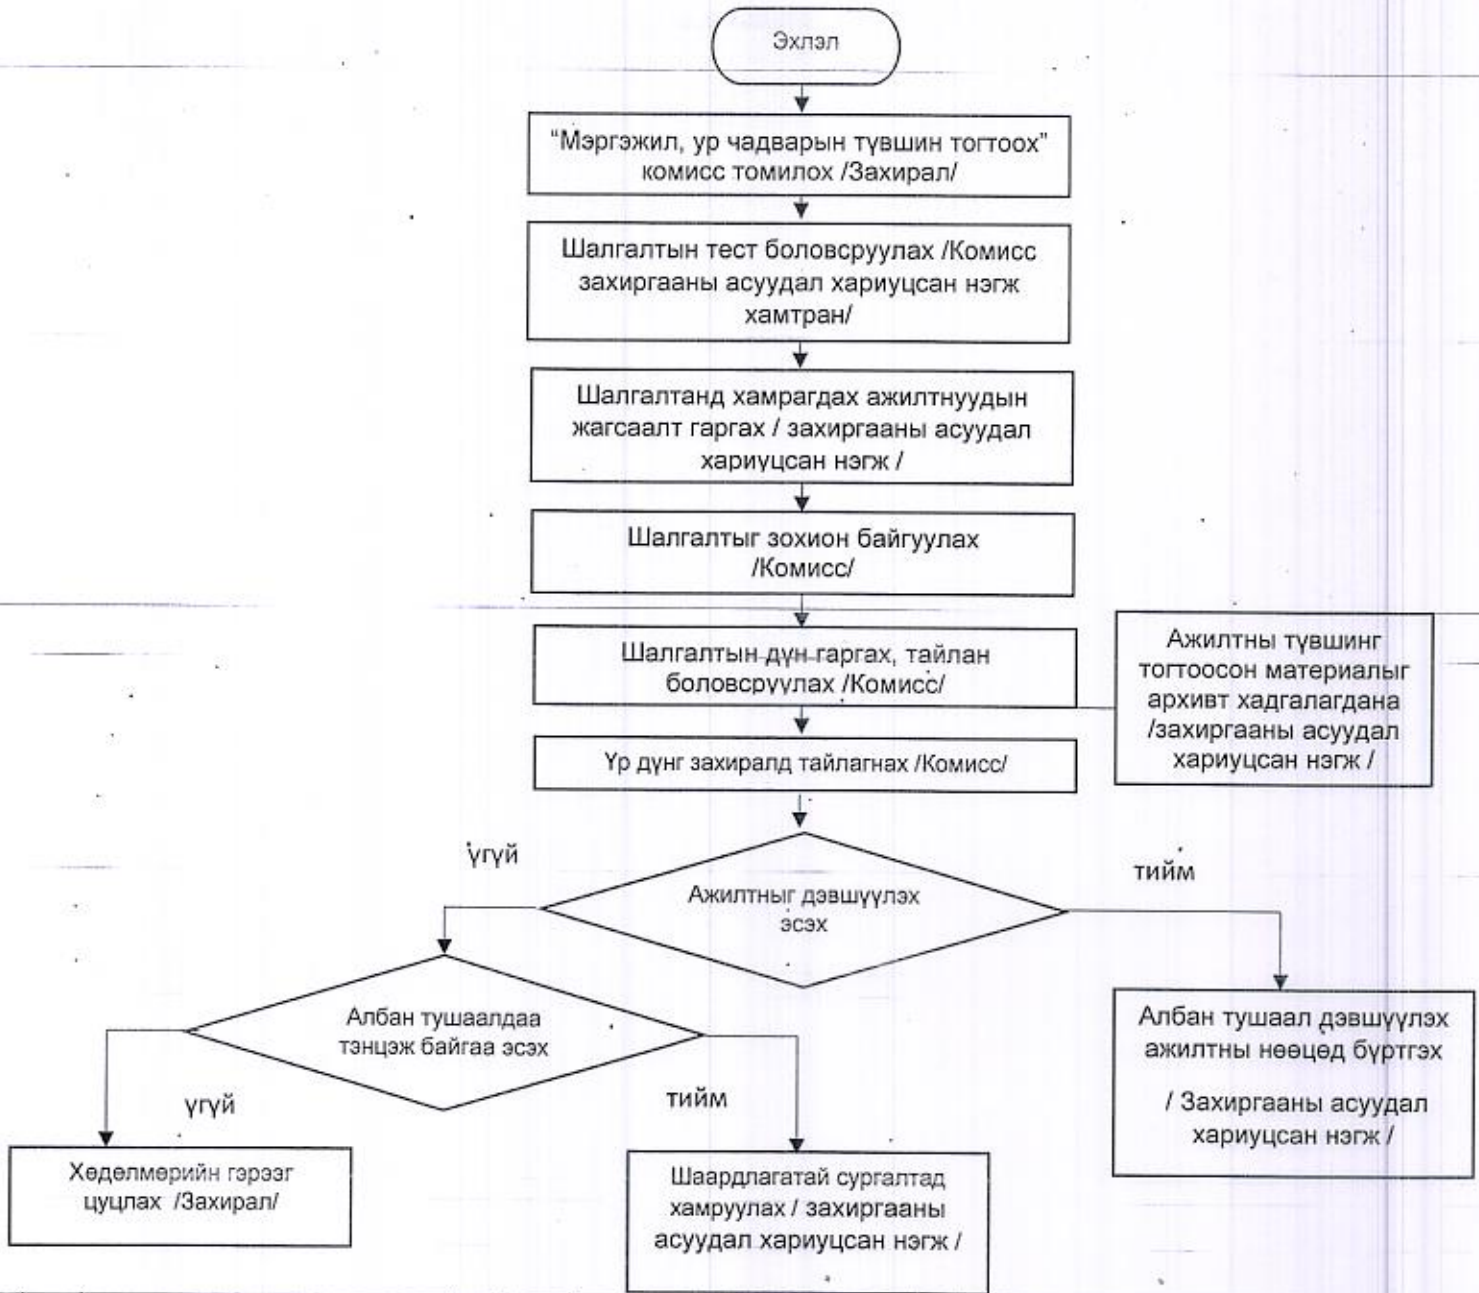 Эхлэл
“Мэргэжил, ур чадварын түвшин тогтоох”
комисс томилох /Захирал/
Шалгалтын тест боловсруулах /Комисс
захиргааны асуудал хариуцсан нэгж
хамтран/
Шалгалтанд хамрагдах ажилтнуудын
жагсаалт гаргах / захиргааны асуудал
хариуцсан нэгж /
Шалгалтыг зохион байгуулах
/Комисс/
Шалгалтын дүн гаргах, тайлан
боловсруулах /Комисс/
Ажилтны түвшинг
тогтоосон материалыг
архивт хадгалагдана
/захиргааны асуудал
хариуцсан нэгж /
Үр дүнг захиралд тайлагнах /Комисс/
үгүй
тийм
Ажилтныг дэвшүүлэх
эсэх
Албан тушаалдаа
тэнцэж байгаа эсэх
Албан тушаал дэвшүүлэх
ажилтны нөөцөд бүртгэх
/ Захиргааны асуудал
хариуцсан нэгж /
үгүй
тийм
Хөдөлмөрийн гэрээг
цуцлах /Захирал/
Шаардлагатай сургалтад
хамруулах / захиргааны
асуудал хариуцсан нэгж /